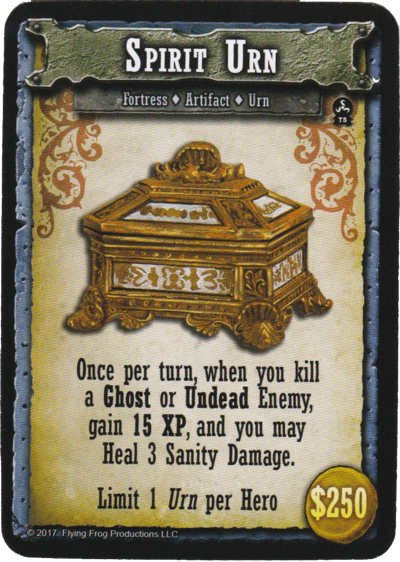 Spirit Urn
Fortress ♦ Artifact ♦ Urn
TS
Once per turn, when you kill
a Ghost or Undead Enemy,
gain 15 XP, and you may
Heal 3 Sanity Damage.
Limit 1 Urn per Hero
$250
© 2017 Flying Frog Productions LLC